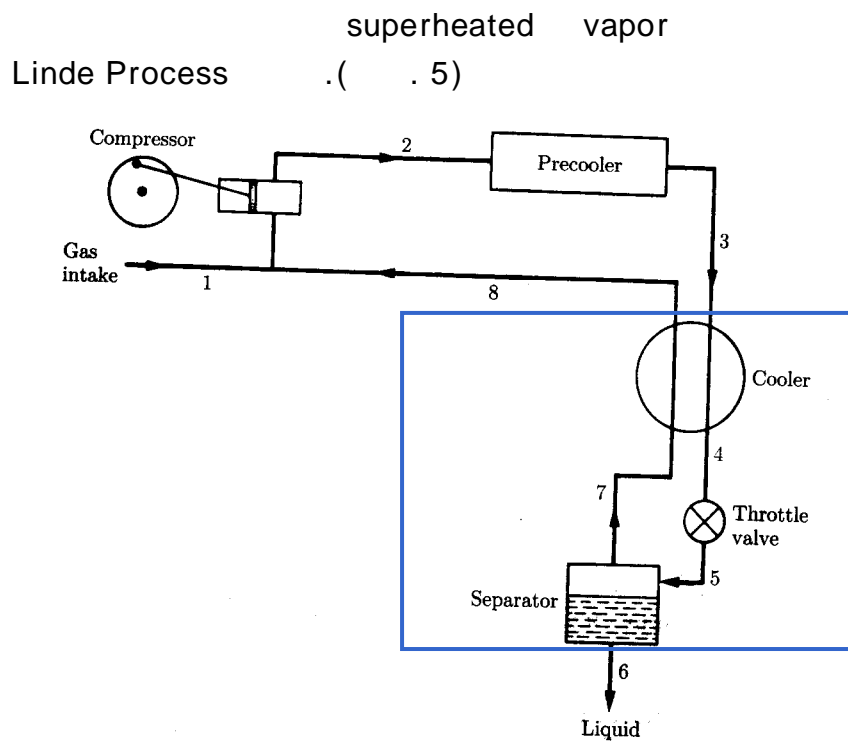 superheated vapor
Linde Process .( . 5)
Compressor
2
Precooler
3
Gas
intake
1
8
Cooler
4
7
Throttle
valve
5
Separator
6
Liquid